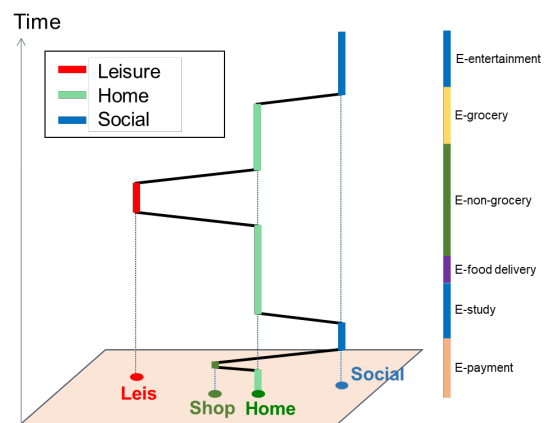 Time
Leisure
Home
Social
E-entertainment
E-grocery
E-non-grocery
E-food delivery
E-study
E-payment
Leis
Shop
Home
Social